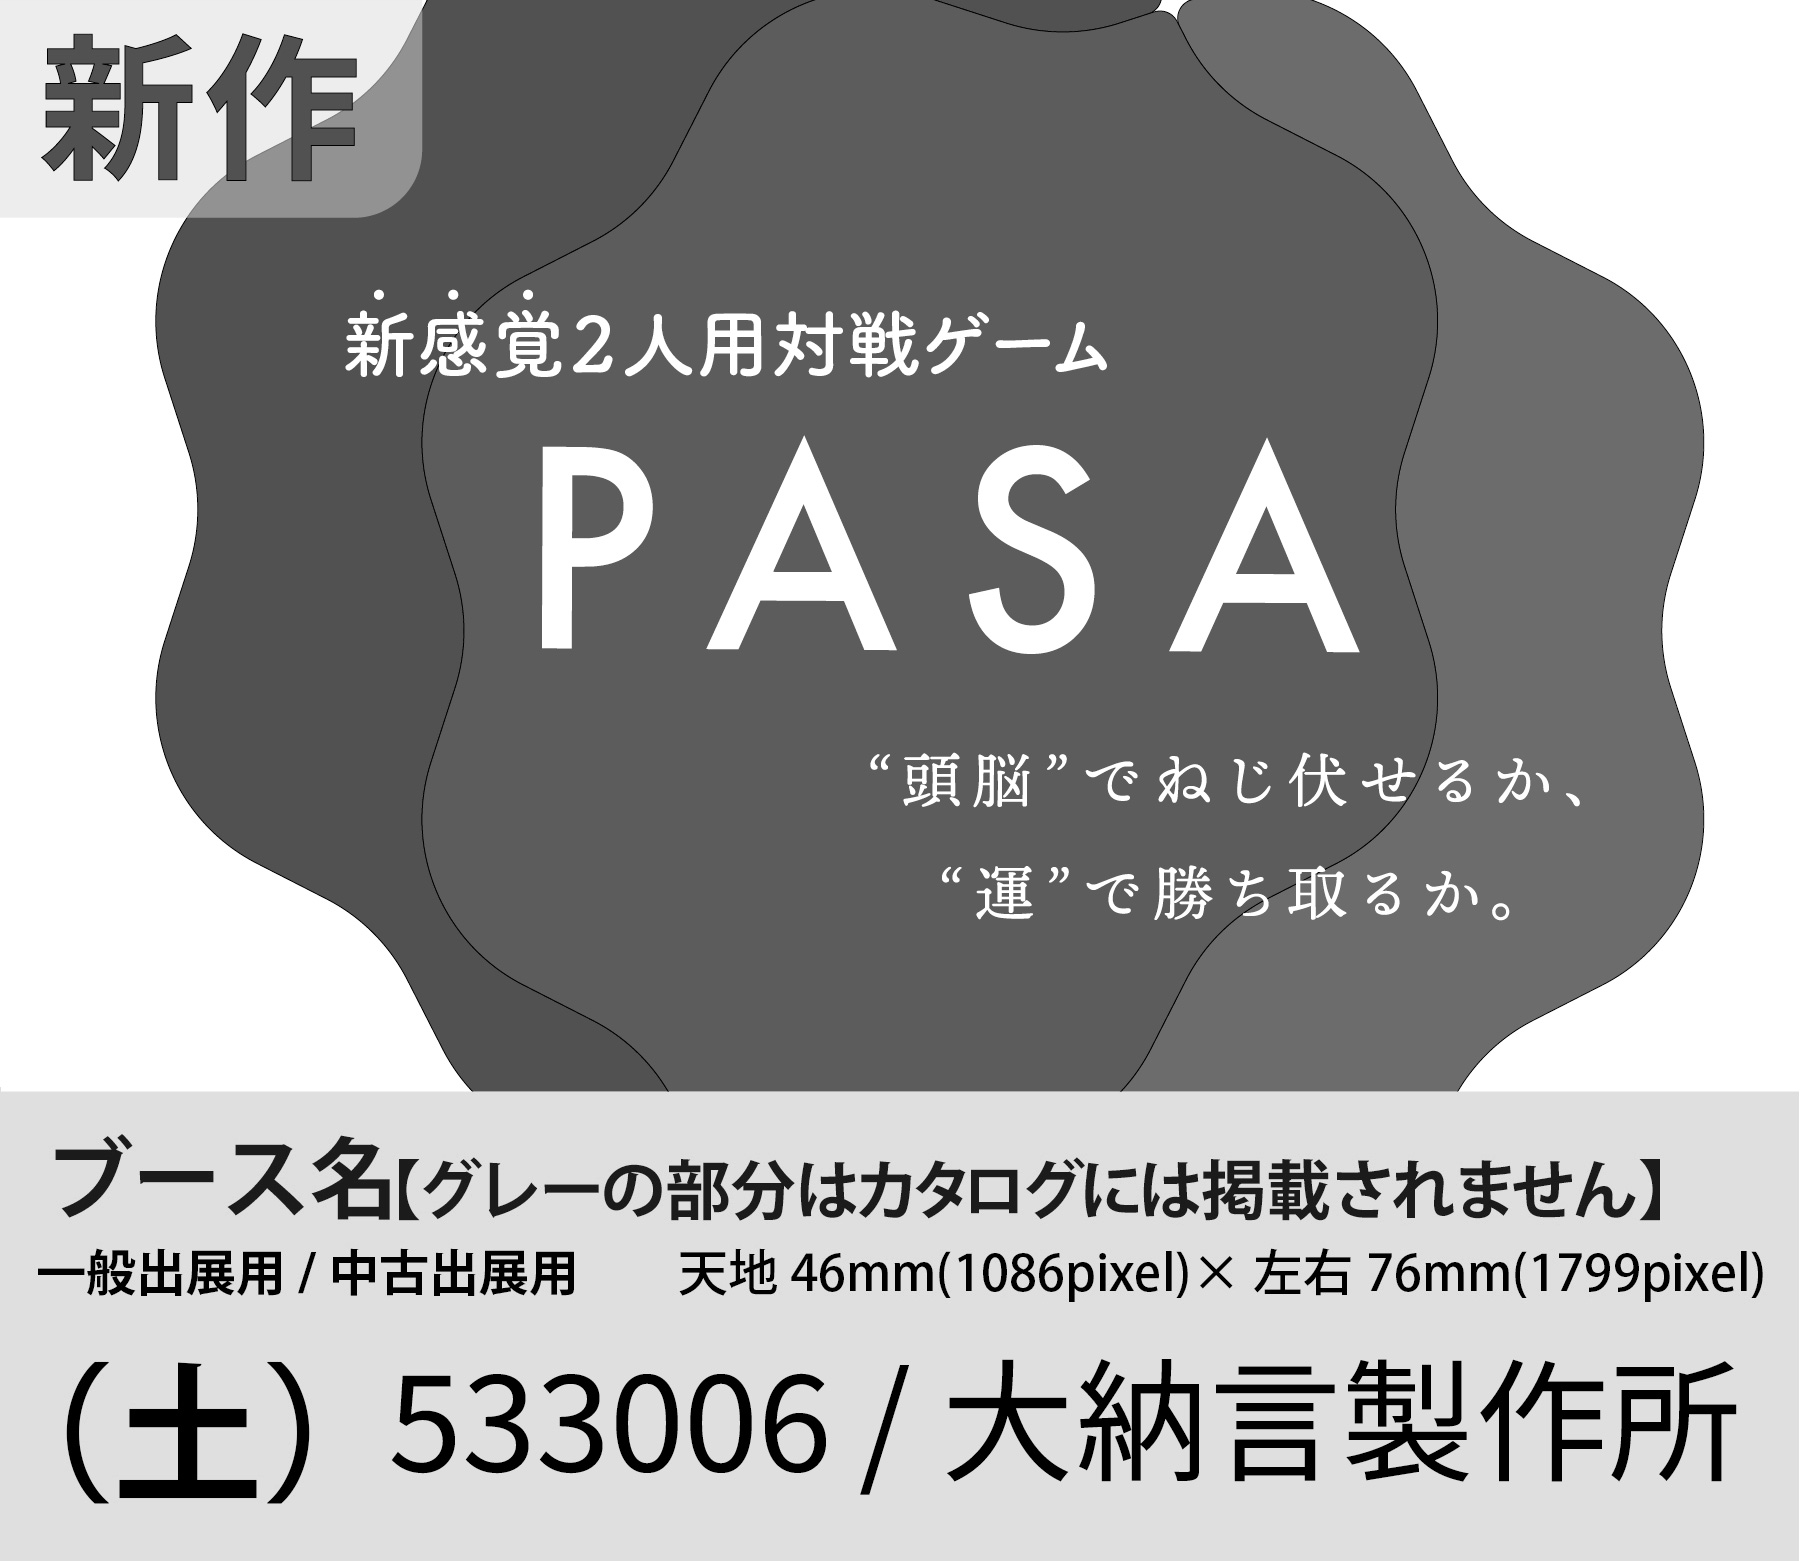 新作
新感覚2人用対戦ゲーム
PASA
“頭脳”でねじ伏せるか、
“運”で勝ち取るか。
ブース名【グレーの部分はカタログには掲載されません】
一般出展用 / 中古出展用　　天地 46mm(1086pixel)× 左右 76mm(1799pixel)
（土）533006 / 大納言製作所